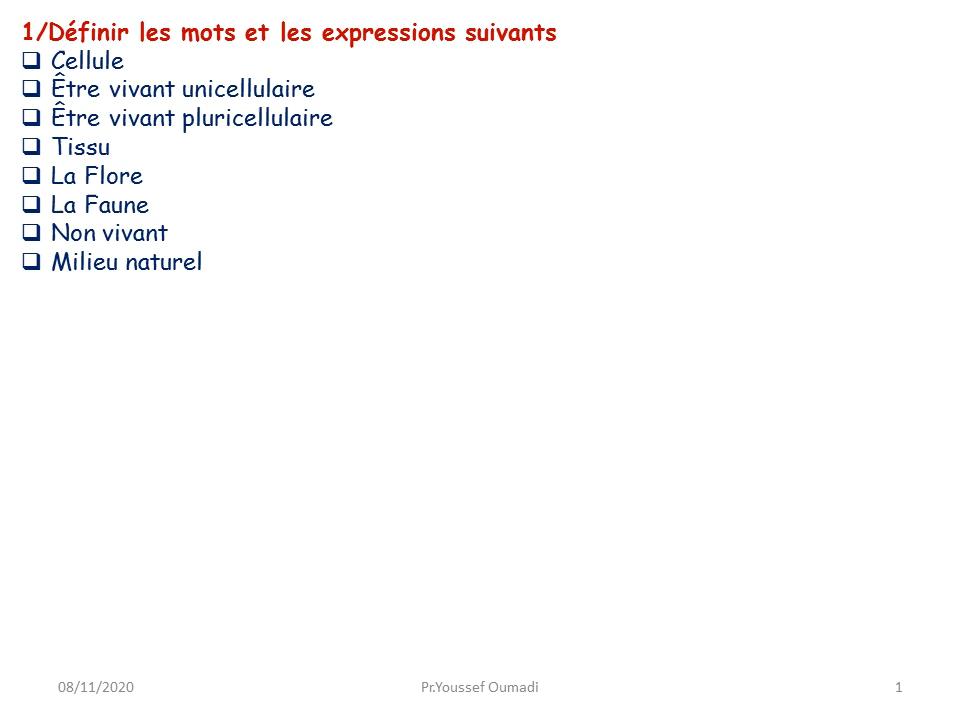 1/Définir les mots et les expressions suivants
❑ Cellule
❑ Être vivant unicellulaire
❑ Être vivant pluricellulaire
❑ Tissu
❑ La Flore
❑ La Faune
❑ Non vivant
❑ Milieu naturel
08/11/2020 Pr.Youssef Oumadi 1